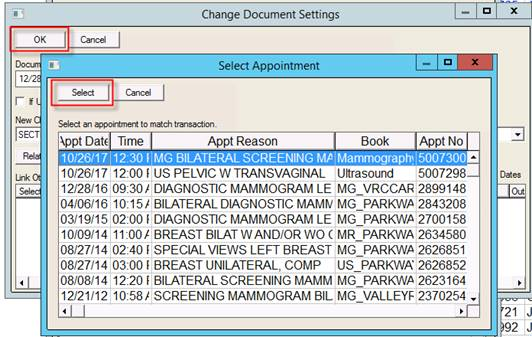 Change Document Settings
OK Cancel
Docum
12/28
If U
New Cl
SECT
Relat
Link Ot
Select
Dates
Out
Select Appointment
Select Cancel
Select an appointment to match transaction.
Appt Date Time Appt Reason Book Appt No
10/26/17 12:30 MG BILATERAL SCREENING MA Mammograph 5007300
10/26/17 12:00 US PELVIC W TRANSVAGINAL Ultrasound 5007298
12/28/16 09:30 A DIAGNOSTIC MAMMOGRAM LE MG_VRCCAR 2899148
04/06/16 10:15 A BILATERAL DIAGNOSTIC MAMM MG_PARKWA 2843208
03/19/15 02:00 DIAGNOSTIC MAMMOGRAM LE MG_PARKWA 2700158
10/09/14 11:00 A BREAST BILAT W AND/OR WO C MR_PARKWA 2634580
08/27/14 02:40 SPECIAL VIEWS LEFT BREAST MG_PARKWA 2626851
08/27/14 03:00 BREAST UNILATERAL, COMP US_PARKWA 2626852
08/08/14 12:20 BILATERAL SCREENING MAMM MG_PARKWA 2623164
12/21/12 10:58 A SCREENING MAMMOGRAM BIL MG_VALLEYF 2370254
721
992